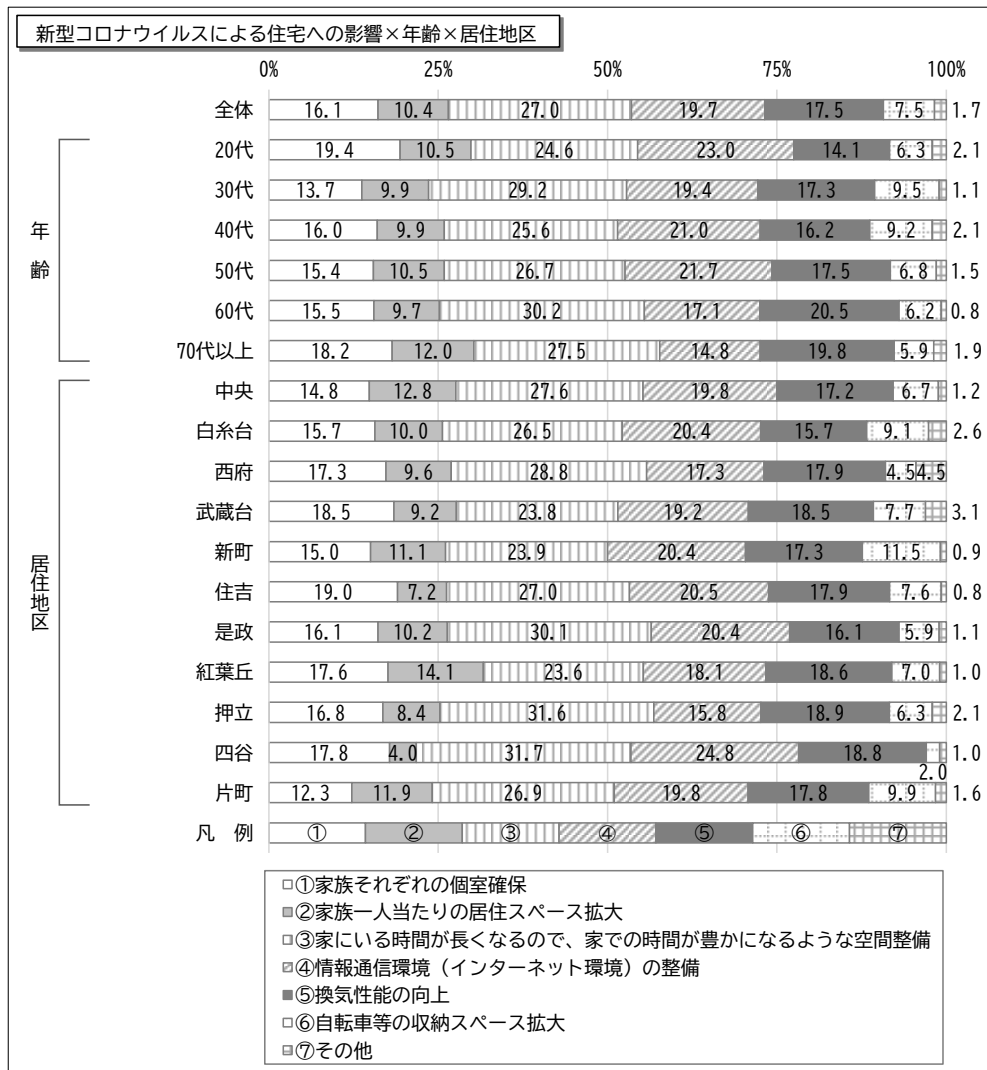 新型コロナウイルスによる住宅への影響×年齢×居住地区
0% 25% 50% 75% 100%
全体 16.1 10.4 27.0 19.7 17.5 7.5 1.7
年齢
20代 19.4 10.5 24.6 23.0 14.1 6.3 2.1
30代 13.7 9.9 29.2 19.4 17.3 9.5 1.1
40代 16.0 9.9 25.6 21.0 16.2 9.2 2.1
50代 15.4 10.5 26.7 21.7 17.5 6.8 1.5
60代 15.5 9.7 30.2 17.1 20.5 6.2 0.8
70代以上 18.2 12.0 27.5 14.8 19.8 5.9 1.9
居住地区
中央 14.8 12.8 27.6 19.8 17.2 6.7 1.2
白糸台 15.7 10.0 26.5 20.4 15.7 9.1 2.6
西府 17.3 9.6 28.8 17.3 17.9 4.5 4.5
武蔵台 18.5 9.2 23.8 19.2 18.5 7.7 3.1
新町 15.0 11.1 23.9 20.4 17.3 11.5 0.9
住吉 19.0 7.2 27.0 20.5 17.9 7.6 0.8
是政 16.1 10.2 30.1 20.4 16.1 5.9 1.1
紅葉丘 17.6 14.1 23.6 18.1 18.6 7.0 1.0
押立 16.8 8.4 31.6 15.8 18.9 6.3 2.1
四谷 17.8 4.0 31.7 24.8 18.8 2.0 1.0
片町 12.3 11.9 26.9 19.8 17.8 9.9 1.6
凡 例 ① ② ③ ④ ⑤ ⑥ ⑦
①家族それぞれの個室確保
②家族一人当たりの居住スペース拡大
③家にいる時間が長くなるので、家での時間が豊かになるような空間整備
④情報通信環境（インターネット環境）の整備
⑤換気性能の向上
⑥自転車等の収納スペース拡大
⑦その他